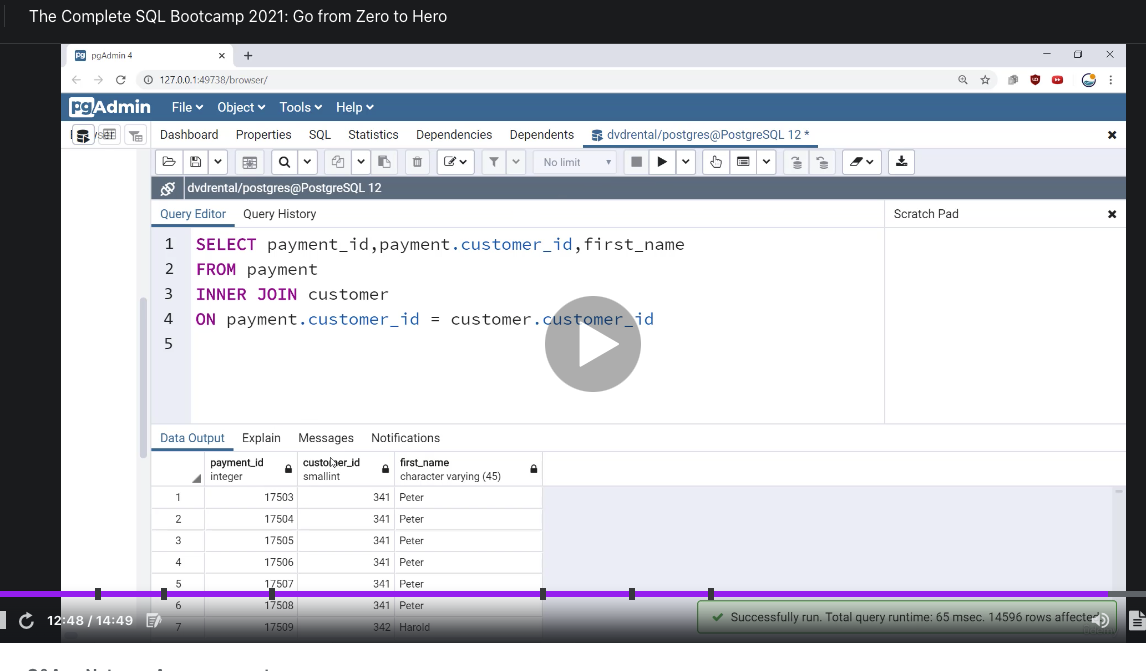 The Complete SQL Bootcamp 2021: Go from Zero to Hero
pgAdmin 4
127.0.0.1:49738/browser/
pgAdmin File Object Tools Help
Dashboard Properties SQL Statistics Dependencies Dependents dvdrental/postgres@PostgreSQL 12 *
No limit
dvdrental/postgres@PostgreSQL 12
Query Editor Query History Scratch Pad
1 SELECT payment_id,payment.customer_id,first_name
2 FROM payment
3 INNER JOIN customer
4 ON payment.customer_id = customer.customer_id
5
Data Output Explain Messages Notifications
payment_id customer_id first_name
integer smallint character varying (45)
1 17503 341 Peter
2 17504 341 Peter
3 17505 341 Peter
4 17506 341 Peter
5 17507 341 Peter
6 17508 341 Peter
7 17509 342 Harold
Successfully run. Total query runtime: 65 msec. 14596 rows affected
12:48 / 14:49